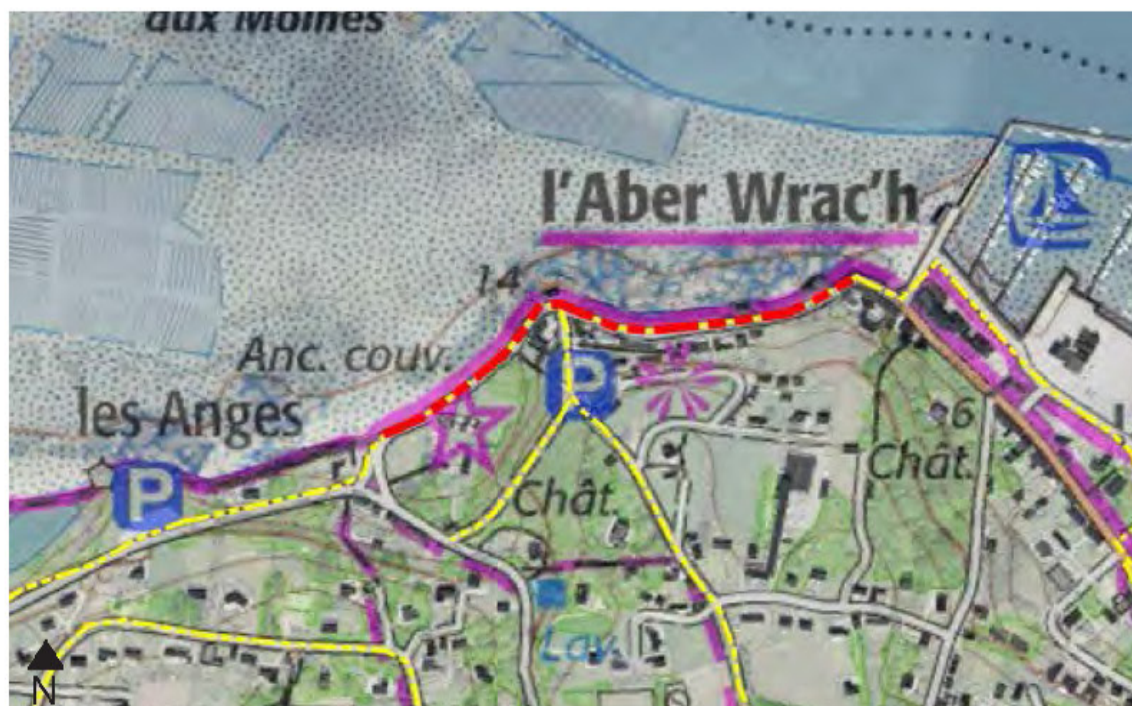 aux Moines
l'Aber Wrac'h
14
Anc. couv.
P
les Anges
6
P
Chât.
Chât.
r
Lav.
N